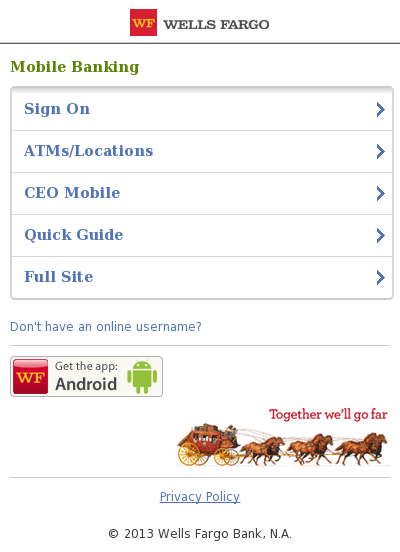 WF WELLS FARGO
Mobile Banking
Sign On
ATMs/Locations
CEO Mobile
Quick Guide
Full Site
Don't have an online username?
WF
Get the app:
Android
Together we'll go far
Privacy Policy
© 2013 Wells Fargo Bank, N.A.